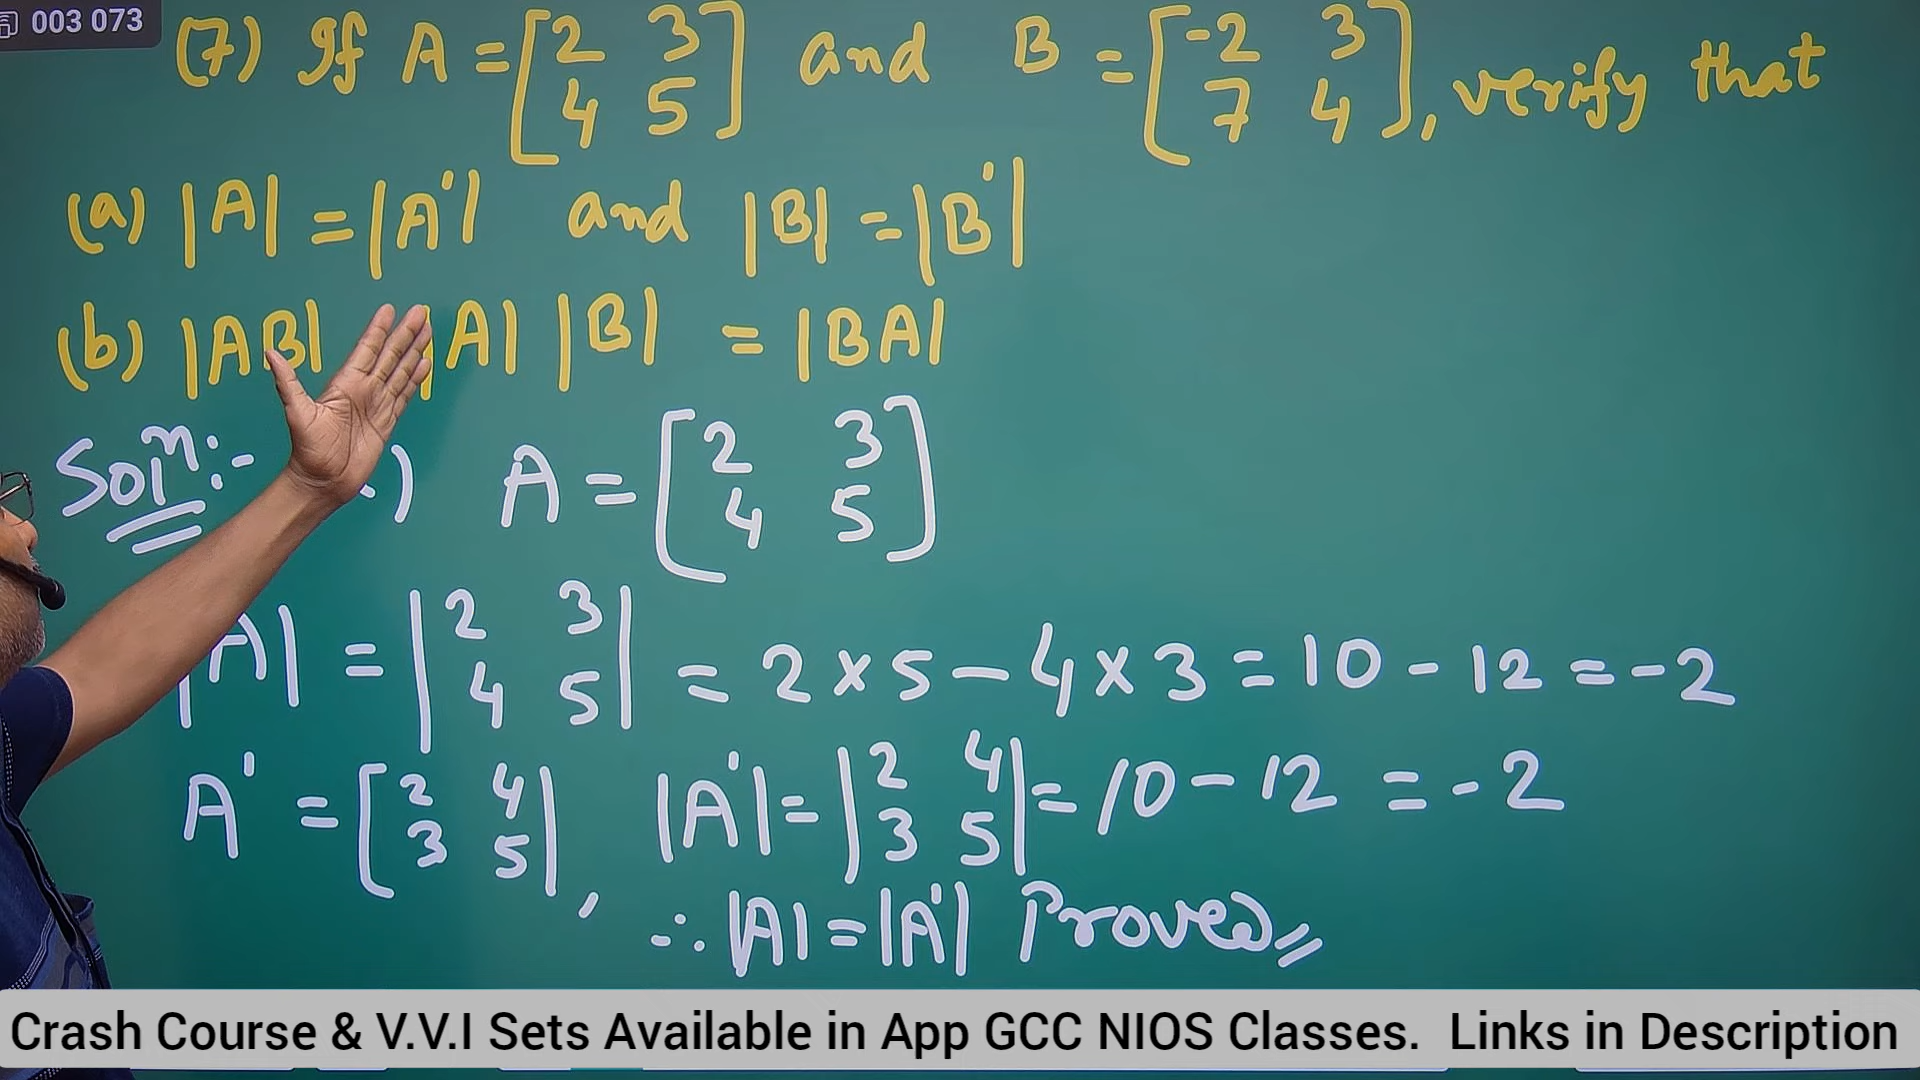 003 073
(7) If A = [2 3 and B = [-2 3
4 5] 7 4], verify that
(a) |A| = |A'| and |B| = |B'|
(b) |AB| |A| |B| = |BA|
Solⁿ:- ) A = [2 3
4 5]
|A| = |2 3
4 5| = 2 × 5 - 4 × 3 = 10 - 12 = -2
A' = [2 4
3 5|, |A'| = |2 4
3 5| = 10 - 12 = -2
∴ |A| = |A'| Proved
Crash Course & V.V.I Sets Available in App GCC NIOS Classes. Links in Description